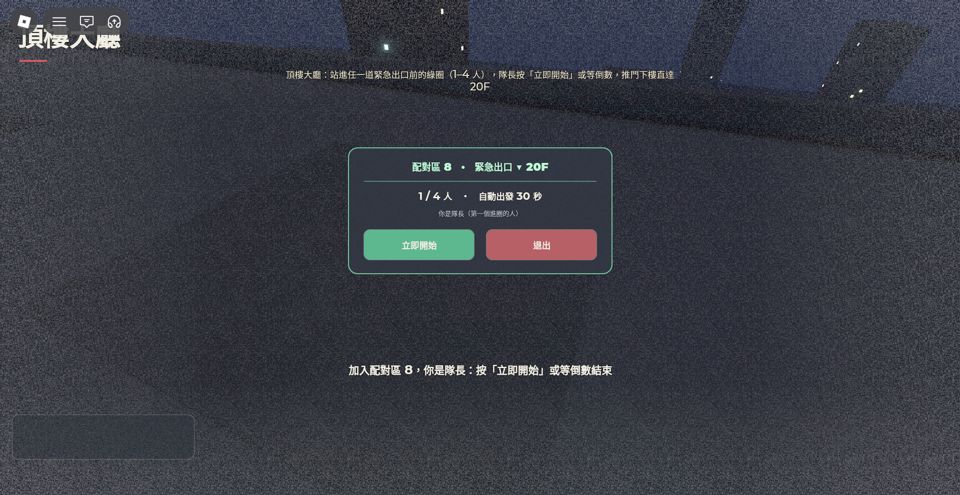 頂樓大廳
頂樓大廳：站進任一道緊急出口前的綠圈（1–4 人），隊長按「立即開始」或等倒數，推門下樓直達
20F
配對區 8 • 緊急出口 ▼ 20F
1 / 4 人 • 自動出發 30 秒
你是隊長（第一個進圈的人）
立即開始
退出
加入配對區 8，你是隊長：按「立即開始」或等倒數結束